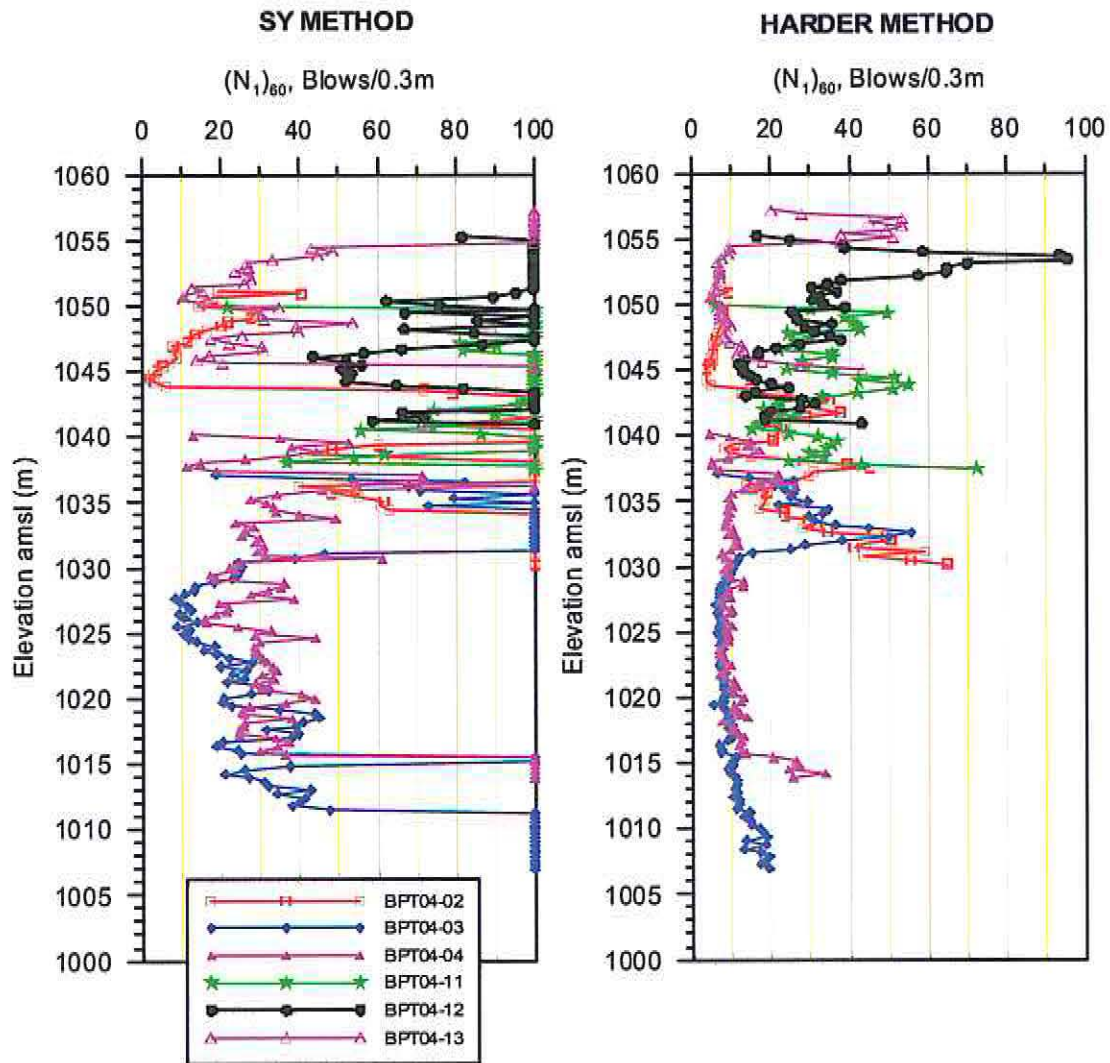 SY METHOD
(N1)60, Blows/0.3m
0 20 40 60 80 100
1060
1055
1050
1045
1040
1035
1030
1025
1020
1015
1010
1005
1000
Elevation amsl (m)
BPT04-02
BPT04-03
BPT04-04
BPT04-11
BPT04-12
BPT04-13
HARDER METHOD
(N1)60, Blows/0.3m
0 20 40 60 80 100
1060
1055
1050
1045
1040
1035
1030
1025
1020
1015
1010
1005
1000
Elevation amsl (m)